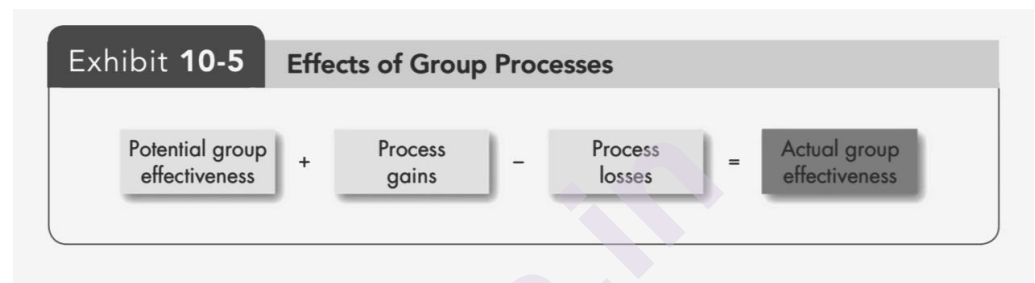 Exhibit 10-5 Effects of Group Processes
Potential group
effectiveness
+
Process
gains
–
Process
losses
=
Actual group
effectiveness